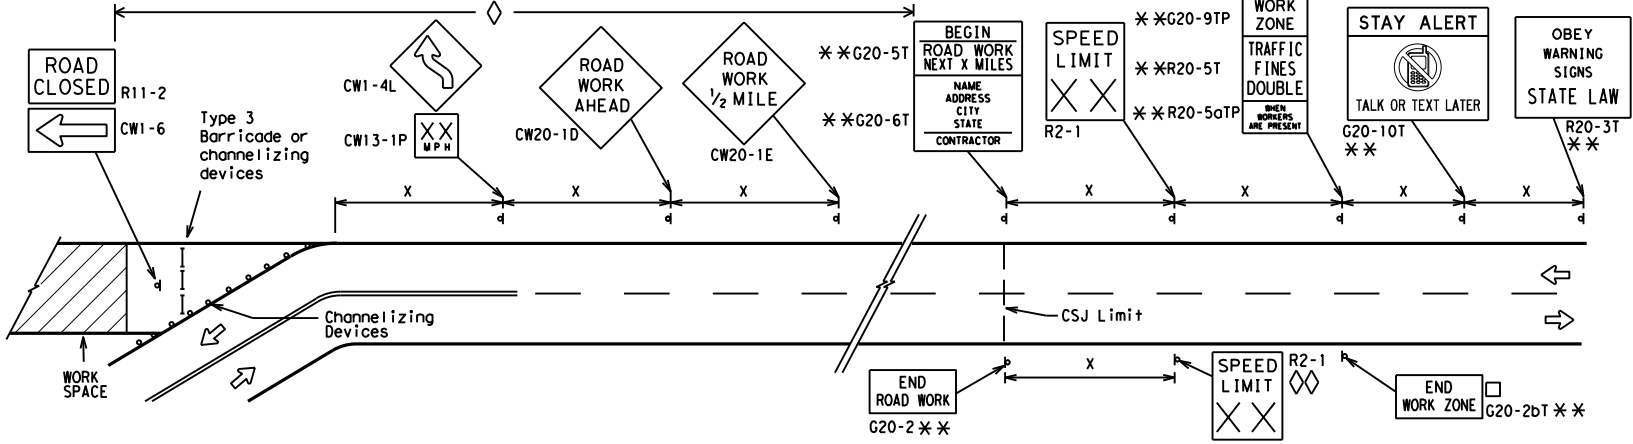 ROAD
CLOSED
R11-2
CW1-6
Type 3
Barricade or
channelizing
devices
CW1-4L
CW13-1P
X X
M P H
ROAD
WORK
AHEAD
CW20-1D
ROAD
WORK
1/2 MILE
CW20-1E
**G20-5T
**G20-6T
BEGIN
ROAD WORK
NEXT X MILES
NAME
ADDRESS
CITY
STATE
CONTRACTOR
SPEED
LIMIT
X X
R2-1
**G20-9TP
**R20-5T
**R20-5aTP
WORK
ZONE
TRAFFIC
FINES
DOUBLE
WHEN
WORKERS
ARE PRESENT
STAY ALERT
TALK OR TEXT LATER
G20-10T
**
OBEY
WARNING
SIGNS
STATE LAW
R20-3T
**
X
X
X
X
X
X
X
Channelizing
Devices
CSJ Limit
WORK
SPACE
X
END
ROAD WORK
G20-2 **
SPEED
LIMIT
X X
R2-1
END
WORK ZONE
G20-2bT **